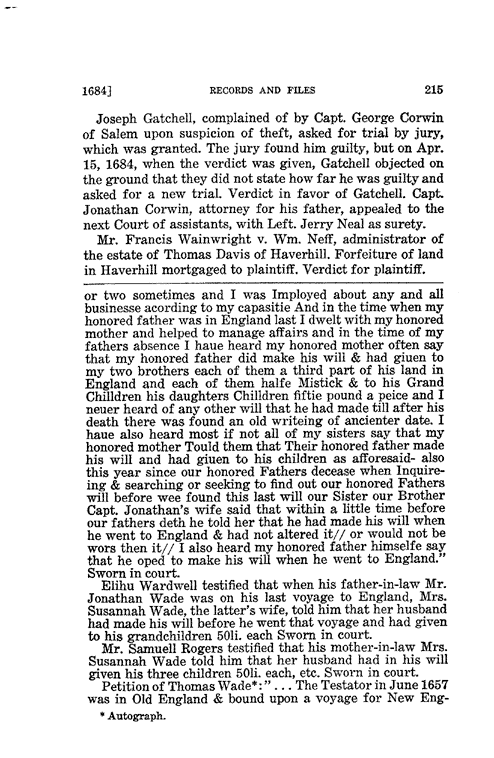 1684]
RECORDS AND FILES
215
Joseph Gatchell, complained of by Capt. George Corwin
of Salem upon suspicion of theft, asked for trial by jury,
which was granted. The jury found him guilty, but on Apr.
15, 1684, when the verdict was given, Gatchell objected on
the ground that they did not state how far he was guilty and
asked for a new trial. Verdict in favor of Gatchell. Capt.
Jonathan Corwin, attorney for his father, appealed to the
next Court of assistants, with Left. Jerry Neal as surety.
Mr. Francis Wainwright v. Wm. Neff, administrator of
the estate of Thomas Davis of Haverhill. Forfeiture of land
in Haverhill mortgaged to plaintiff. Verdict for plaintiff.
or two sometimes and I was Imployed about any and all
businesse acording to my capasitie And in the time when my
honored father was in England last I dwelt with my honored
mother and helped to manage affairs and in the time of my
fathers absence I haue heard my honored mother often say
that my honored father did make his will & had giuen to
my two brothers each of them a third part of his land in
England and each of them halfe Mistick & to his Grand
Chilldren his daughters Chilldren fiftie pound a peice and I
neuer heard of any other will that he had made till after his
death there was found an old writeing of ancienter date. I
haue also heard most if not all of my sisters say that my
honored mother Tould them that Their honored father made
his will and had giuen to his children as afforesaid- also
this year since our honored Fathers decease when Inquire-
ing & searching or seeking to find out our honored Fathers
will before wee found this last will our Sister our Brother
Capt. Jonathan's wife said that within a little time before
our fathers deth he told her that he had made his will when
he went to England & had not altered it// or would not be
wors then it// I also heard my honored father himselfe say
that he oped to make his will when he went to England."
Sworn in court.
Elihu Wardwell testified that when his father-in-law Mr.
Jonathan Wade was on his last voyage to England, Mrs.
Susannah Wade, the latter's wife, told him that her husband
had made his will before he went that voyage and had given
to his grandchildren 50li. each Sworn in court.
Mr. Samuell Rogers testified that his mother-in-law Mrs.
Susannah Wade told him that her husband had in his will
given his three children 50li. each, etc. Sworn in court.
Petition of Thomas Wade*:" . . . The Testator in June 1657
was in Old England & bound upon a voyage for New Eng-
* Autograph.